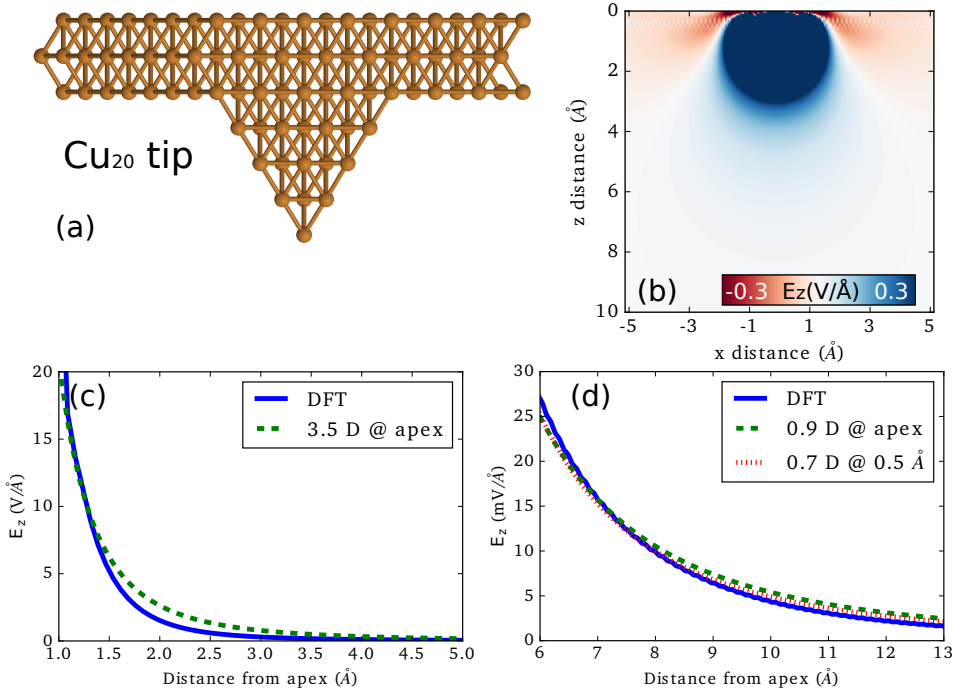 Cu20 tip
(a)
0
2
4
6
8
10
z distance (Å)
-0.3 Ez(V/Å) 0.3
(b)
-5 -3 -1 1 3 5
x distance (Å)
(c)
20
15
10
5
0
E_z (V/Å)
DFT
3.5 D @ apex
1.0 1.5 2.0 2.5 3.0 3.5 4.0 4.5 5.0
Distance from apex (Å)
(d)
30
25
20
15
10
5
0
E_z (mV/Å)
DFT
0.9 D @ apex
0.7 D @ 0.5 Å
6 7 8 9 10 11 12 13
Distance from apex (Å)